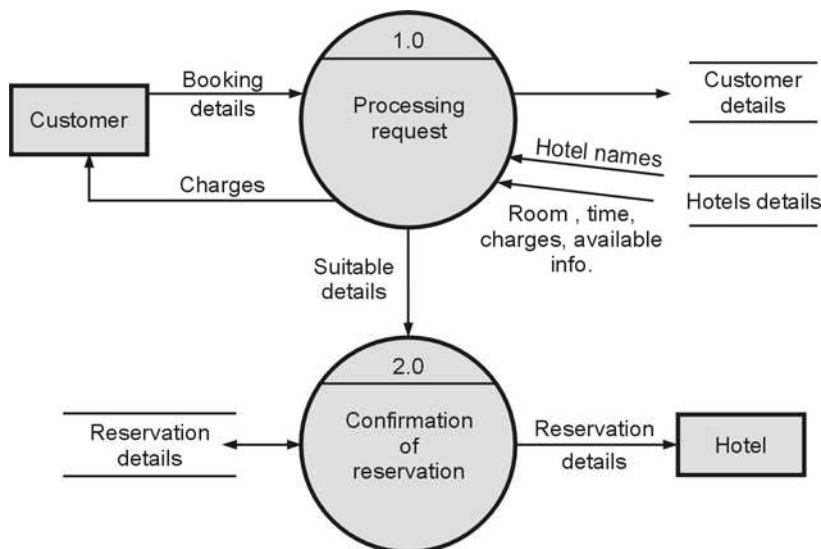 1.0
Processing
request
Customer
Booking
details
Charges
Customer
details
Hotel names
Hotels details
Room , time,
charges, available
info.
Suitable
details
2.0
Confirmation
of
reservation
Reservation
details
Reservation
details
Hotel